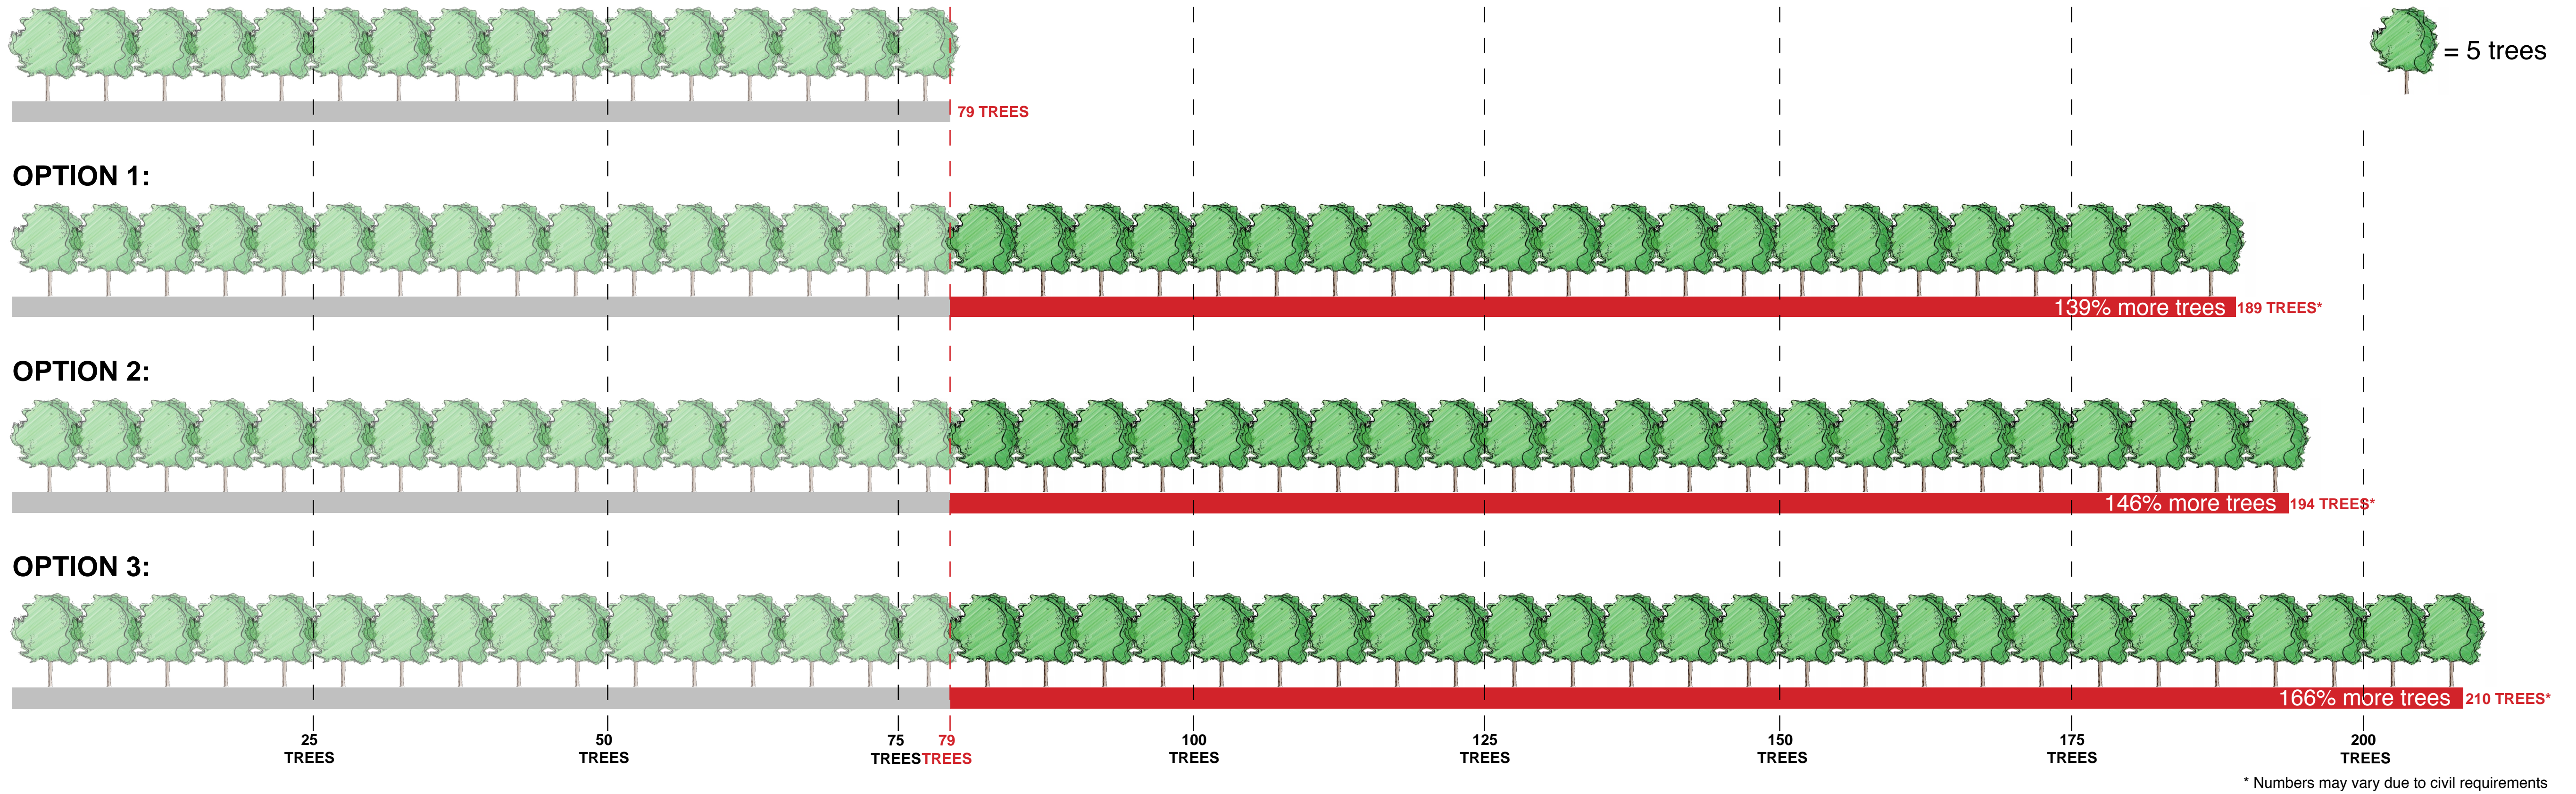 = 5 trees
79 TREES
OPTION 1:
139% more trees
189 TREES*
OPTION 2:
146% more trees
194 TREES*
OPTION 3:
166% more trees
210 TREES*
25 50 75 79 100 125 150 175 200
TREES TREES TREES TREES TREES TREES TREES TREES TREES
* Numbers may vary due to civil requirements